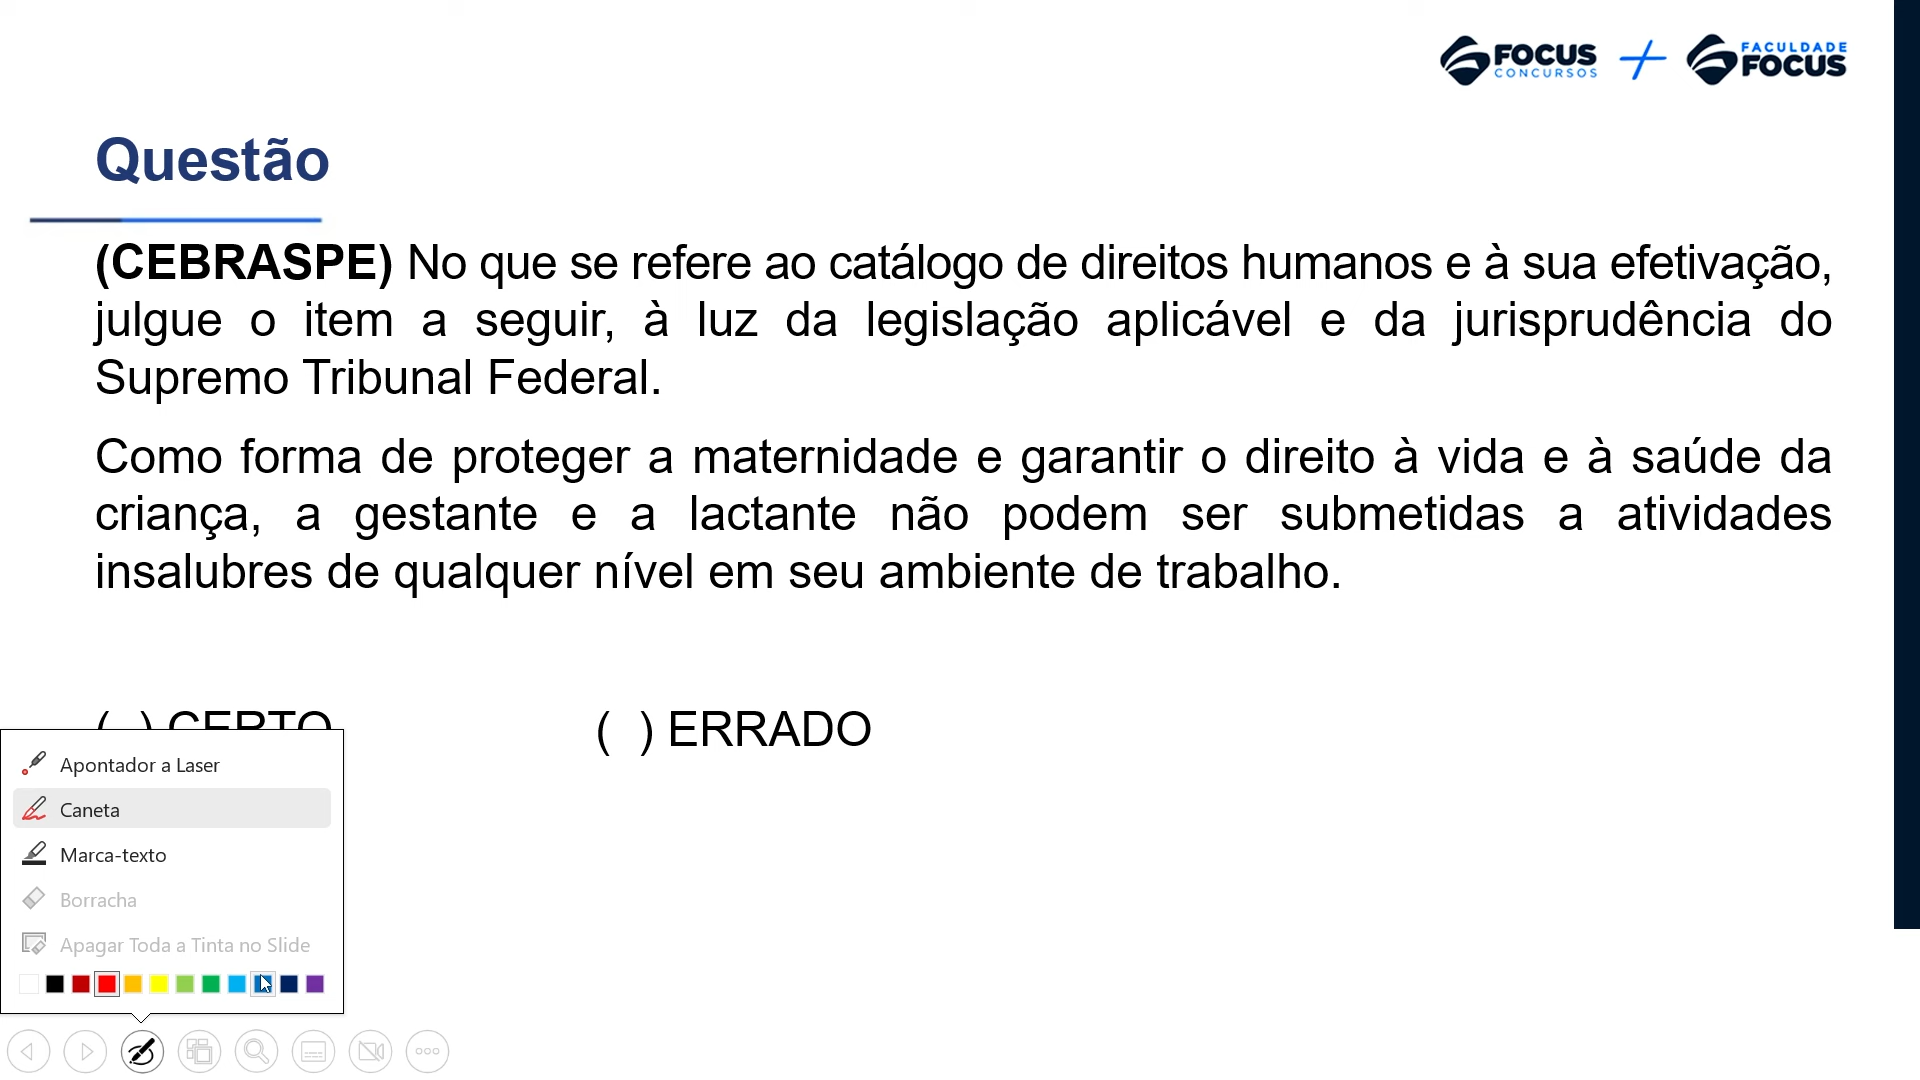 FOCUS
CONCURSOS
FACULDADE
FOCUS
Questão
(CEBRASPE) No que se refere ao catálogo de direitos humanos e à sua efetivação,
julgue o item a seguir, à luz da legislação aplicável e da jurisprudência do
Supremo Tribunal Federal.
Como forma de proteger a maternidade e garantir o direito à vida e à saúde da
criança, a gestante e a lactante não podem ser submetidas a atividades
insalubres de qualquer nível em seu ambiente de trabalho.
( ) CERTO ( ) ERRADO
Apontador a Laser
Caneta
Marca-texto
Borracha
Apagar Toda a Tinta no Slide